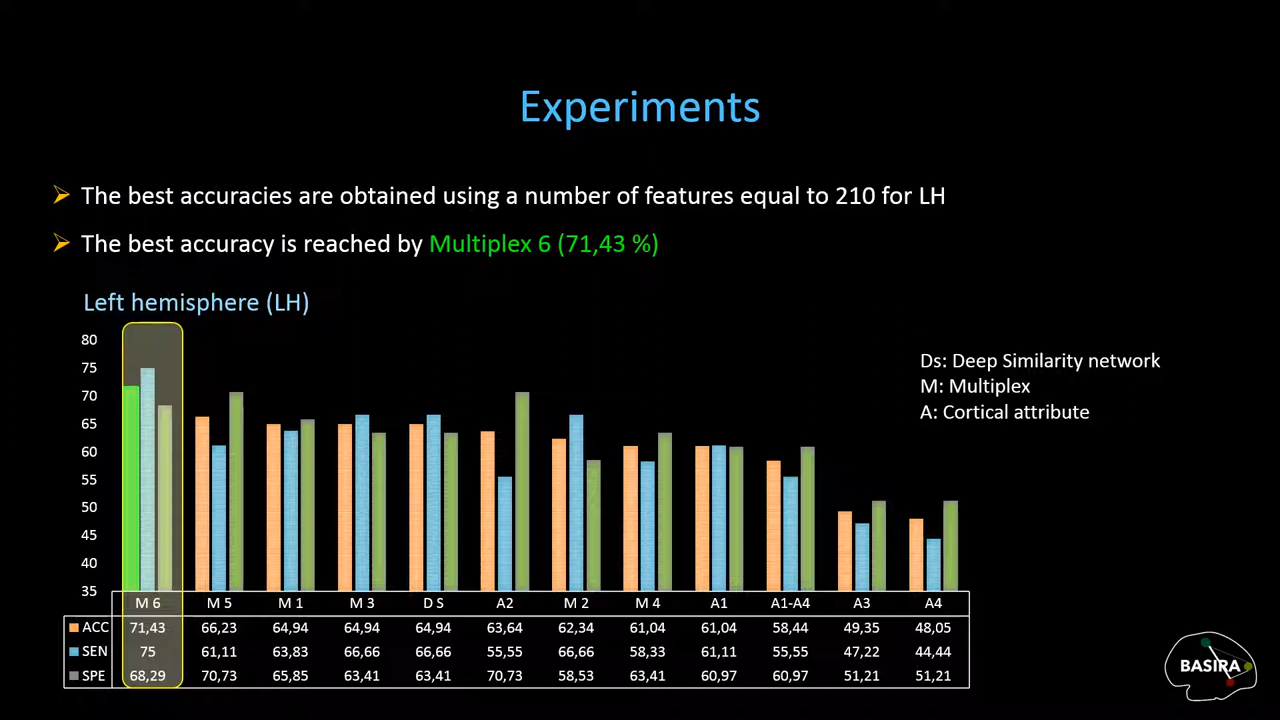 Experiments
The best accuracies are obtained using a number of features equal to 210 for LH
The best accuracy is reached by Multiplex 6 (71,43 %)
Left hemisphere (LH)
80
75
70
65
60
55
50
45
40
35
Ds: Deep Similarity network
M: Multiplex
A: Cortical attribute
M 6 M 5 M 1 M 3 D S A2 M 2 M 4 A1 A1-A4 A3 A4
ACC 71,43 66,23 64,94 64,94 64,94 63,64 62,34 61,04 61,04 58,44 49,35 48,05
SEN 75 61,11 63,83 66,66 66,66 55,55 66,66 58,33 61,11 55,55 47,22 44,44
SPE 68,29 70,73 65,85 63,41 63,41 70,73 58,53 63,41 60,97 60,97 51,21 51,21
BASIRA